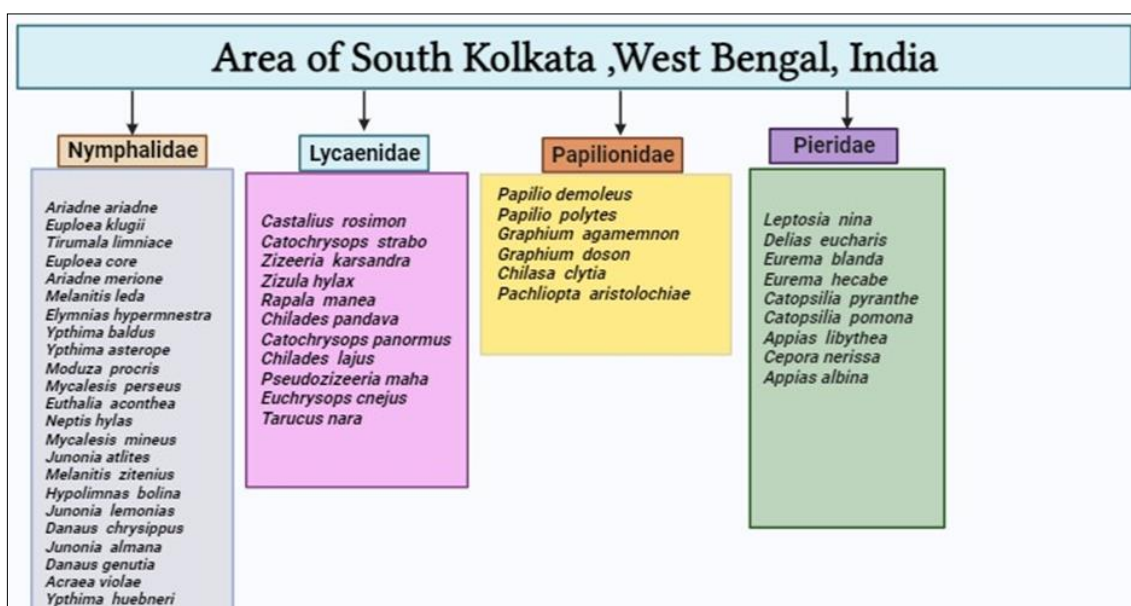 Area of South Kolkata ,West Bengal, India
Nymphalidae
Ariadne ariadne
Euploea klugii
Tirumala limniace
Euploea core
Ariadne merione
Melanitis leda
Elymnias hypermnestra
Ypthima baldus
Ypthima asterope
Moduza procris
Mycalesis perseus
Euthalia aconthea
Neptis hylas
Mycalesis mineus
Junonia atlites
Melanitis zitenius
Hypolimnas bolina
Junonia lemonias
Danaus chrysippus
Junonia almana
Danaus genutia
Acraea violae
Ypthima huebneri
Lycaenidae
Castalius rosimon
Catochrysops strabo
Zizeeria karsandra
Zizula hylax
Rapala manea
Chilades pandava
Catochrysops panormus
Chilades lajus
Pseudozizeeria maha
Euchrysops cnejus
Tarucus nara
Papilionidae
Papilio demoleus
Papilio polytes
Graphium agamemnon
Graphium doson
Chilasa clytia
Pachliopta aristolochiae
Pieridae
Leptosia nina
Delias eucharis
Eurema blanda
Eurema hecabe
Catopsilia pyranthe
Catopsilia pomona
Appias libythea
Cepora nerissa
Appias albina